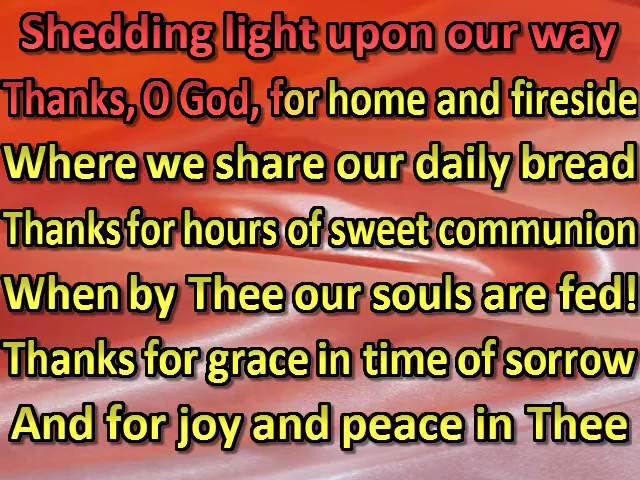 Shedding light upon our way
Thanks, O God, for home and fireside
Where we share our daily bread
Thanks for hours of sweet communion
When by Thee our souls are fed!
Thanks for grace in time of sorrow
And for joy and peace in Thee